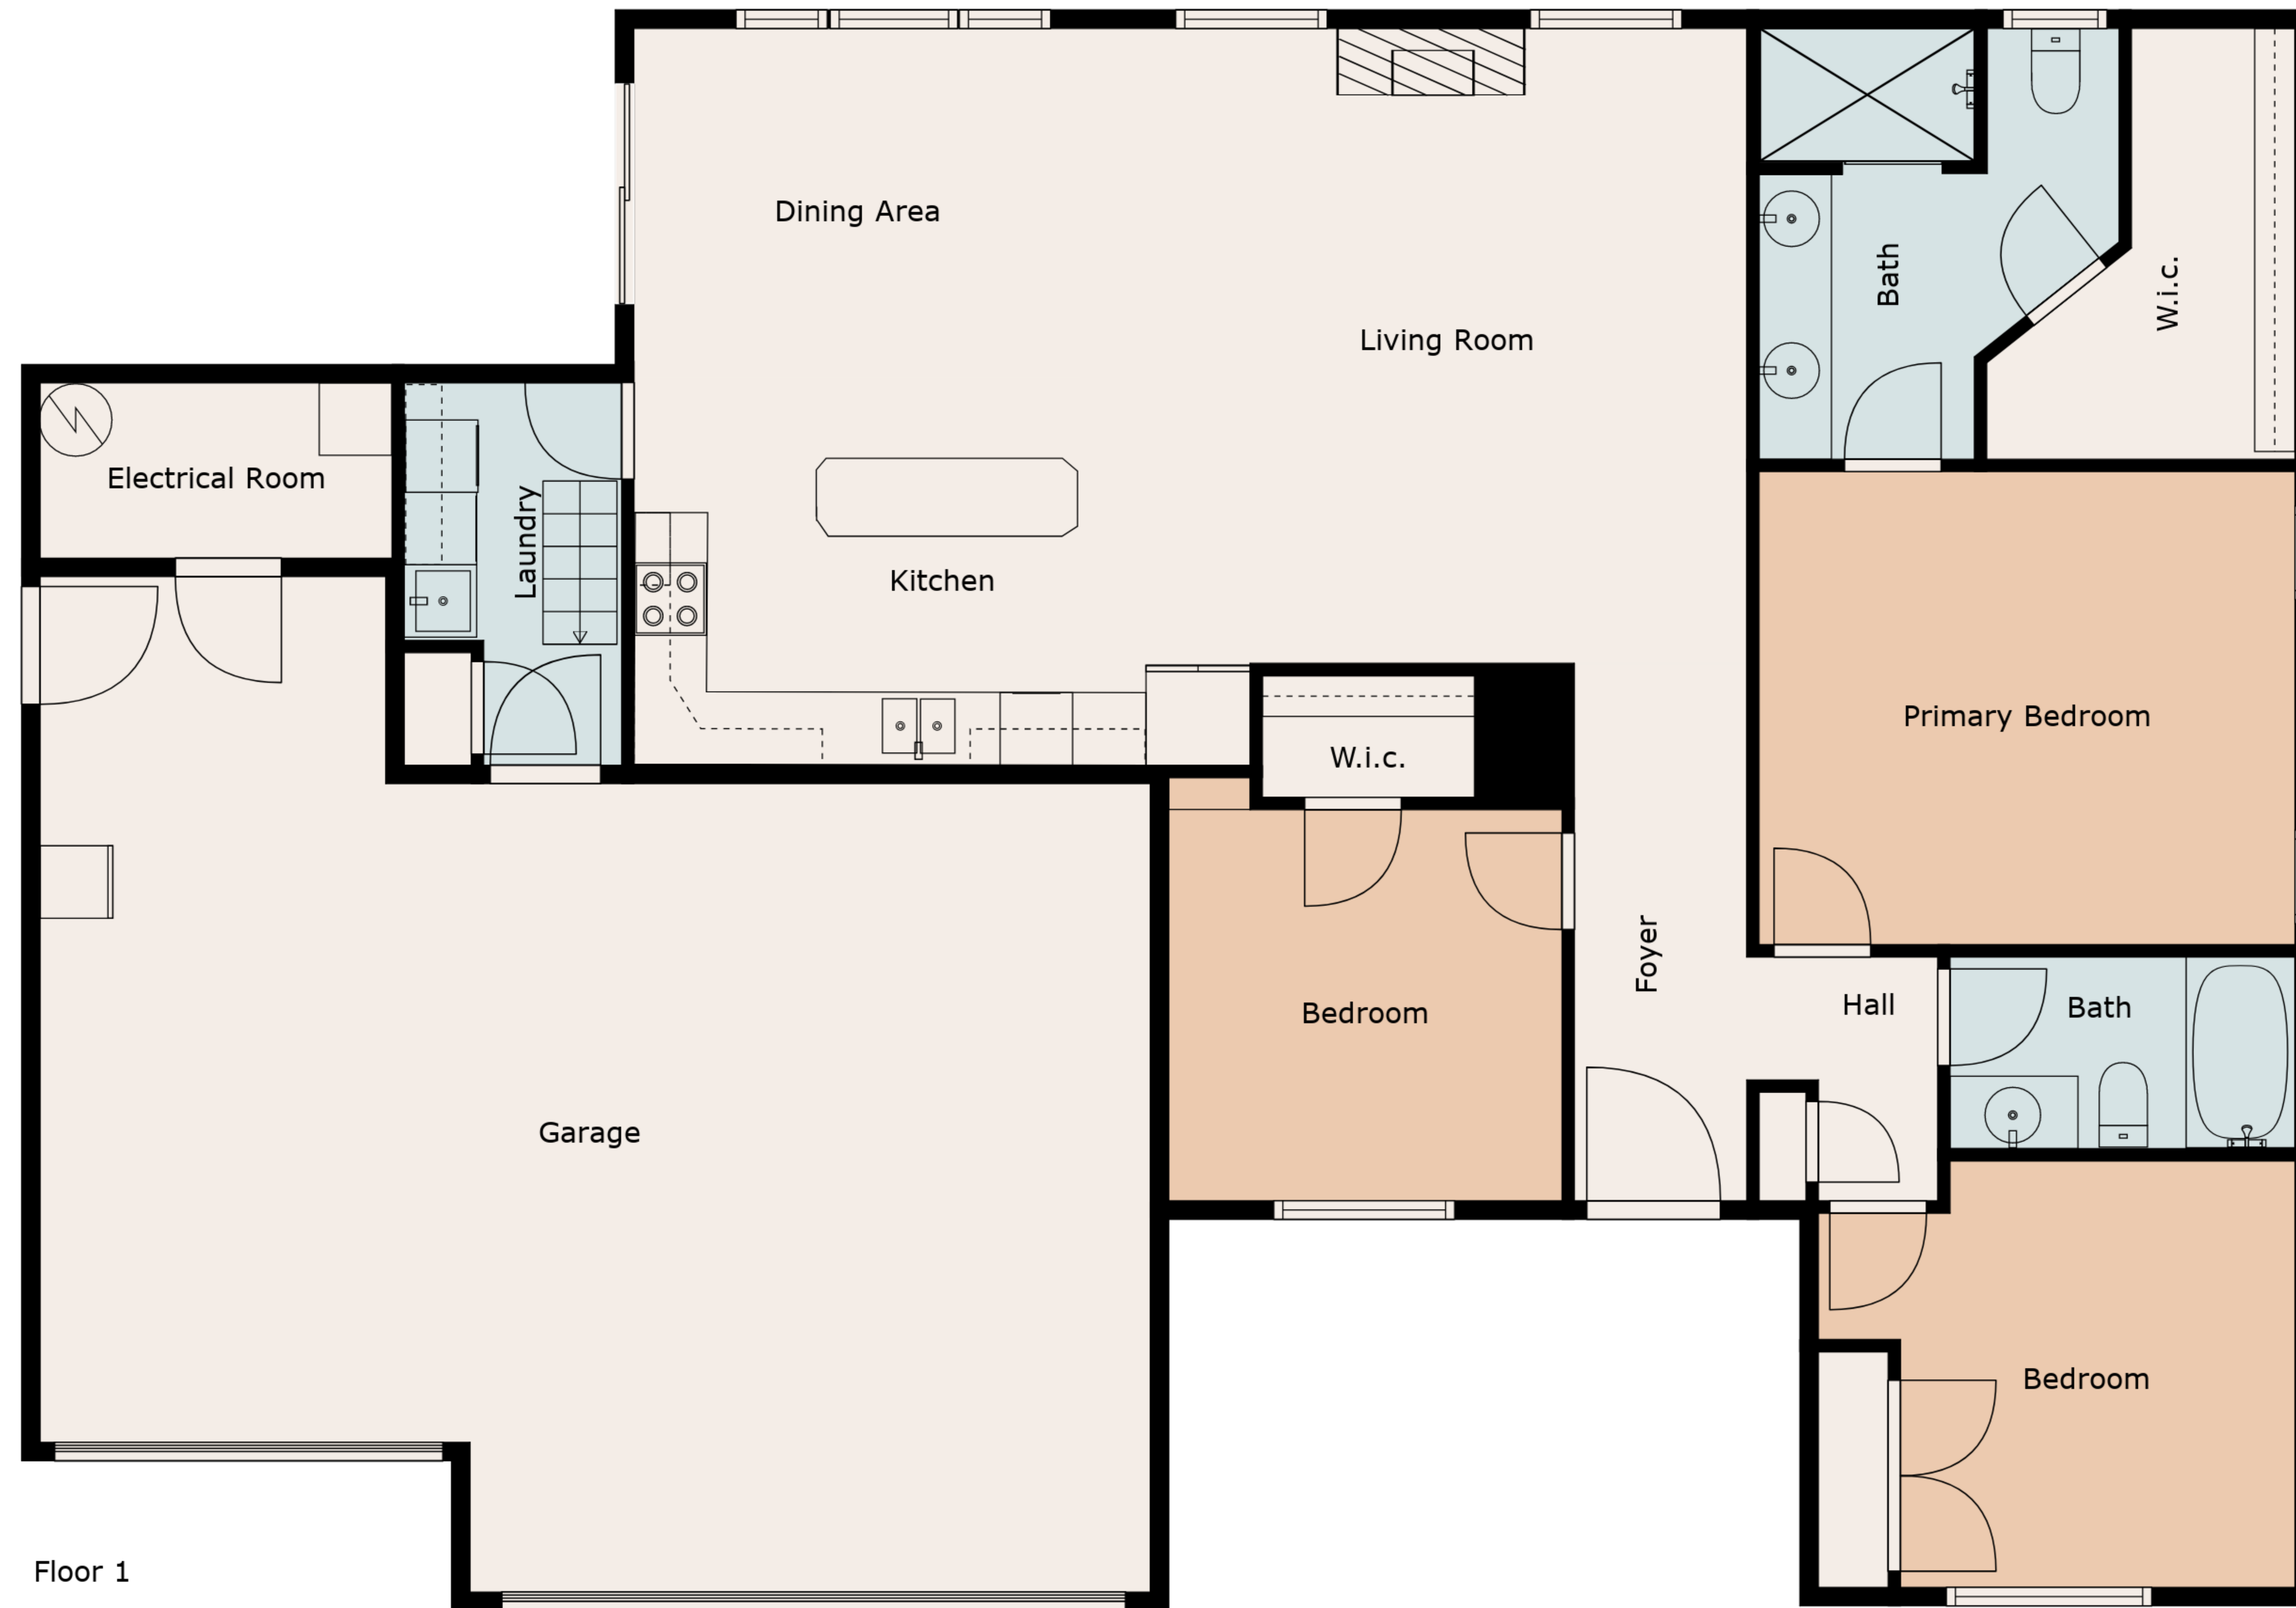 Dining Area
Bath
W.i.c.
Living Room
Electrical Room
Laundry
Kitchen
Primary Bedroom
W.i.c.
Foyer
Hall
Bath
Bedroom
Garage
Bedroom
Floor 1